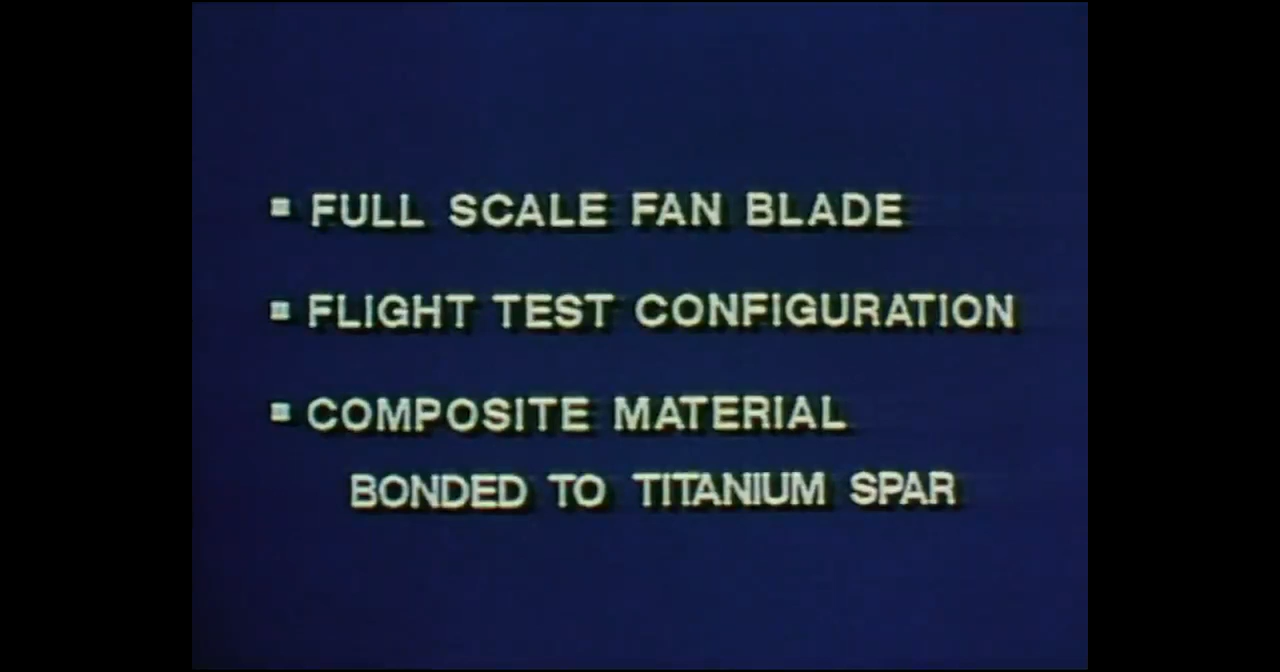 ▪ FULL SCALE FAN BLADE
▪ FLIGHT TEST CONFIGURATION
▪ COMPOSITE MATERIAL
BONDED TO TITANIUM SPAR